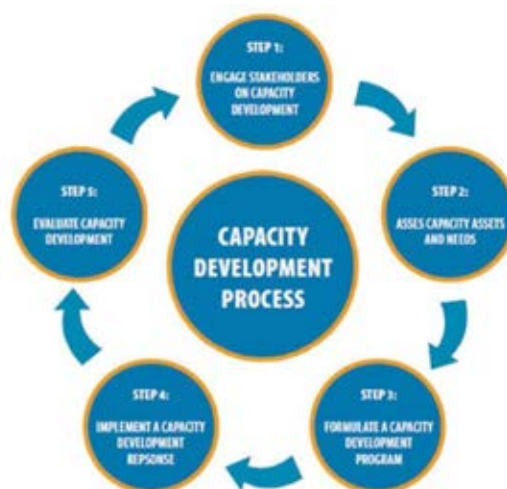 STEP 1:
ENGAGE STAKEHOLDERS
ON CAPACITY
DEVELOPMENT
STEP 2:
ASSES CAPACITY ASSETS
AND NEEDS
STEP 3:
FORMULATE A CAPACITY
DEVELOPMENT
PROGRAM
STEP 4:
IMPLEMENT A CAPACITY
DEVELOPMENT
REPSONSE
STEP 5:
EVALUATE CAPACITY
DEVELOPMENT
CAPACITY
DEVELOPMENT
PROCESS